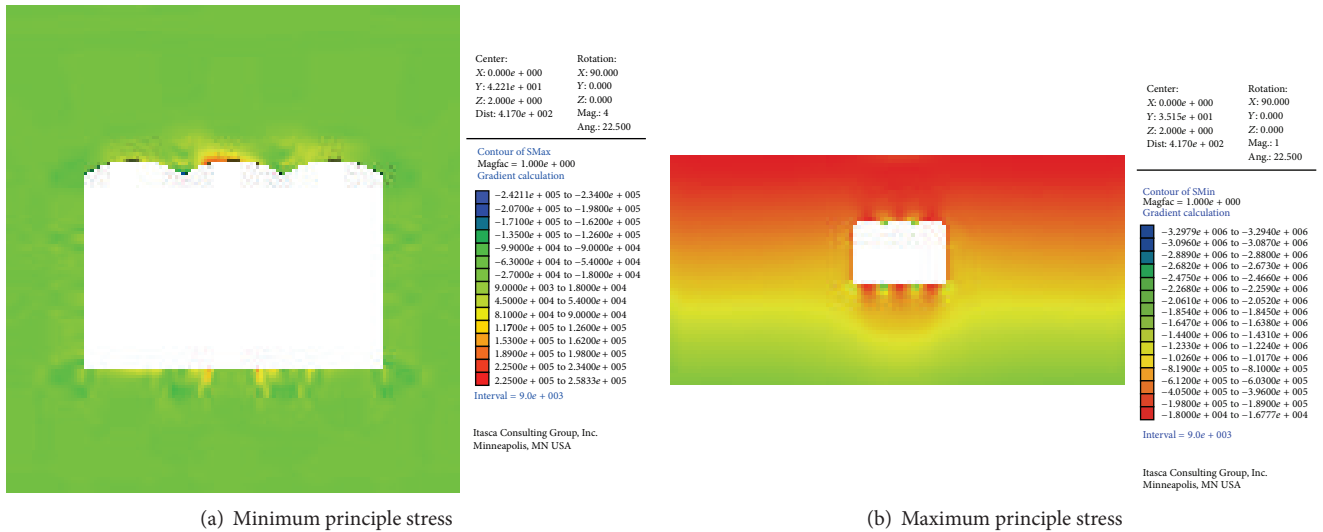 Center:
Rotation:
X: 0.000e + 000
X: 90.000
Y: 4.221e + 001
Y: 0.000
Z: 2.000e + 000
Z: 0.000
Dist: 4.170e + 002
Mag.: 4
Ang.: 22.500
Contour of SMax
Magfac = 1.000e + 000
Gradient calculation
−2.4211e + 005 to −2.3400e + 005
−2.0700e + 005 to −1.9800e + 005
−1.7100e + 005 to −1.6200e + 005
−1.3500e + 005 to −1.2600e + 005
−9.9000e + 004 to −9.0000e + 004
−6.3000e + 004 to −5.4000e + 004
−2.7000e + 004 to −1.8000e + 004
9.0000e + 003 to 1.8000e + 004
4.5000e + 004 to 5.4000e + 004
8.1000e + 004 to 9.0000e + 004
1.1700e + 005 to 1.2600e + 005
1.5300e + 005 to 1.6200e + 005
1.8900e + 005 to 1.9800e + 005
2.2500e + 005 to 2.3400e + 005
2.2500e + 005 to 2.5833e + 005
Interval = 9.0e + 003
Itasca Consulting Group, Inc.
Minneapolis, MN USA
(a) Minimum principle stress
Center:
Rotation:
X: 0.000e + 000
X: 90.000
Y: 3.515e + 001
Y: 0.000
Z: 2.000e + 000
Z: 0.000
Dist: 4.170e + 002
Mag.: 1
Ang.: 22.500
Contour of SMin
Magfac = 1.000e + 000
Gradient calculation
−3.2979e + 006 to −3.2940e + 006
−3.0960e + 006 to −3.0870e + 006
−2.8890e + 006 to −2.8800e + 006
−2.6820e + 006 to −2.6730e + 006
−2.4750e + 006 to −2.4660e + 006
−2.2680e + 006 to −2.2590e + 006
−2.0610e + 006 to −2.0520e + 006
−1.8540e + 006 to −1.8450e + 006
−1.6470e + 006 to −1.6380e + 006
−1.4400e + 006 to −1.4310e + 006
−1.2330e + 006 to −1.2240e + 006
−1.0260e + 006 to −1.0170e + 006
−8.1900e + 005 to −8.1000e + 005
−6.1200e + 005 to −6.0300e + 005
−4.0500e + 005 to −3.9600e + 005
−1.9800e + 005 to −1.8900e + 005
−1.8000e + 004 to −1.6777e + 004
Interval = 9.0e + 003
Itasca Consulting Group, Inc.
Minneapolis, MN USA
(b) Maximum principle stress